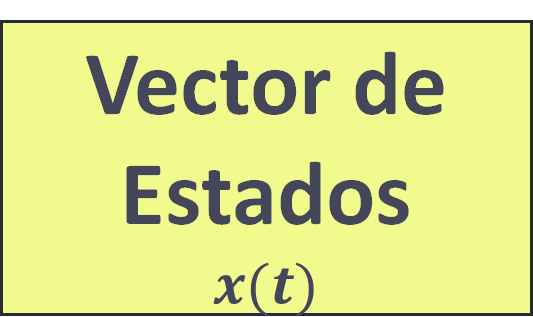 Vector de
Estados
x(t)